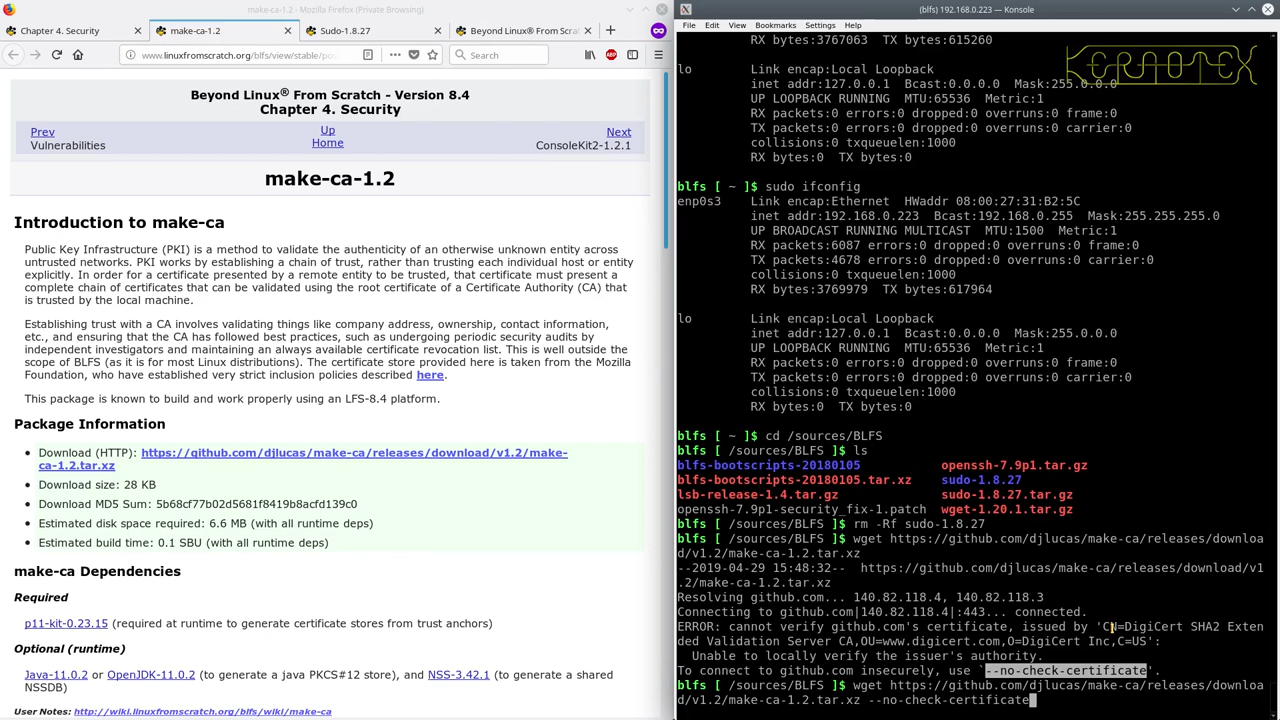 make-ca-1.2 - Mozilla Firefox (Private Browsing)
Chapter 4. Security
make-ca-1.2
Sudo-1.8.27
Beyond Linux® From Scra
www.linuxfromscratch.org/blfs/view/stable/pos
Search
Beyond Linux® From Scratch - Version 8.4
Chapter 4. Security
Prev
Up
Next
Vulnerabilities
Home
ConsoleKit2-1.2.1
make-ca-1.2
Introduction to make-ca
Public Key Infrastructure (PKI) is a method to validate the authenticity of an otherwise unknown entity across
untrusted networks. PKI works by establishing a chain of trust, rather than trusting each individual host or entity
explicitly. In order for a certificate presented by a remote entity to be trusted, that certificate must present a
complete chain of certificates that can be validated using the root certificate of a Certificate Authority (CA) that
is trusted by the local machine.
Establishing trust with a CA involves validating things like company address, ownership, contact information,
etc., and ensuring that the CA has followed best practices, such as undergoing periodic security audits by
independent investigators and maintaining an always available certificate revocation list. This is well outside the
scope of BLFS (as it is for most Linux distributions). The certificate store provided here is taken from the Mozilla
Foundation, who have established very strict inclusion policies described here.
This package is known to build and work properly using an LFS-8.4 platform.
Package Information
Download (HTTP): https://github.com/djlucas/make-ca/releases/download/v1.2/make-
ca-1.2.tar.xz
Download size: 28 KB
Download MD5 Sum: 5b68cf77b02d5681f8419b8acfd139c0
Estimated disk space required: 6.6 MB (with all runtime deps)
Estimated build time: 0.1 SBU (with all runtime deps)
make-ca Dependencies
Required
p11-kit-0.23.15 (required at runtime to generate certificate stores from trust anchors)
Optional (runtime)
Java-11.0.2 or OpenJDK-11.0.2 (to generate a java PKCS#12 store), and NSS-3.42.1 (to generate a shared
NSSDB)
User Notes: http://wiki.linuxfromscratch.org/blfs/wiki/make-ca
(blfs) 192.168.0.223 — Konsole
File Edit View Bookmarks Settings Help
KERNOTEX
RX bytes:3767063 TX bytes:615260
lo Link encap:Local Loopback
inet addr:127.0.0.1 Bcast:0.0.0.0 Mask:255.0.0.0
UP LOOPBACK RUNNING MTU:65536 Metric:1
RX packets:0 errors:0 dropped:0 overruns:0 frame:0
TX packets:0 errors:0 dropped:0 overruns:0 carrier:0
collisions:0 txqueuelen:1000
RX bytes:0 TX bytes:0
blfs [ ~ ]$ sudo ifconfig
enp0s3 Link encap:Ethernet HWaddr 08:00:27:31:B2:5C
inet addr:192.168.0.223 Bcast:192.168.0.255 Mask:255.255.255.0
UP BROADCAST RUNNING MULTICAST MTU:1500 Metric:1
RX packets:6087 errors:0 dropped:0 overruns:0 frame:0
TX packets:4678 errors:0 dropped:0 overruns:0 carrier:0
collisions:0 txqueuelen:1000
RX bytes:3769979 TX bytes:617964
lo Link encap:Local Loopback
inet addr:127.0.0.1 Bcast:0.0.0.0 Mask:255.0.0.0
UP LOOPBACK RUNNING MTU:65536 Metric:1
RX packets:0 errors:0 dropped:0 overruns:0 frame:0
TX packets:0 errors:0 dropped:0 overruns:0 carrier:0
collisions:0 txqueuelen:1000
RX bytes:0 TX bytes:0
blfs [ ~ ]$ cd /sources/BLFS
blfs [ /sources/BLFS ]$ ls
blfs-bootscripts-20180105 openssh-7.9p1.tar.gz
blfs-bootscripts-20180105.tar.xz sudo-1.8.27
lsb-release-1.4.tar.gz sudo-1.8.27.tar.gz
openssh-7.9p1-security_fix-1.patch wget-1.20.1.tar.gz
blfs [ /sources/BLFS ]$ rm -Rf sudo-1.8.27
blfs [ /sources/BLFS ]$ wget https://github.com/djlucas/make-ca/releases/downloa
d/v1.2/make-ca-1.2.tar.xz
--2019-04-29 15:48:32-- https://github.com/djlucas/make-ca/releases/download/v1
.2/make-ca-1.2.tar.xz
Resolving github.com... 140.82.118.4, 140.82.118.3
Connecting to github.com|140.82.118.4|:443... connected.
ERROR: cannot verify github.com's certificate, issued by 'CN=DigiCert SHA2 Exten
ded Validation Server CA,OU=www.digicert.com,O=DigiCert Inc,C=US':
Unable to locally verify the issuer's authority.
To connect to github.com insecurely, use `--no-check-certificate'.
blfs [ /sources/BLFS ]$ wget https://github.com/djlucas/make-ca/releases/downloa
d/v1.2/make-ca-1.2.tar.xz --no-check-certificate